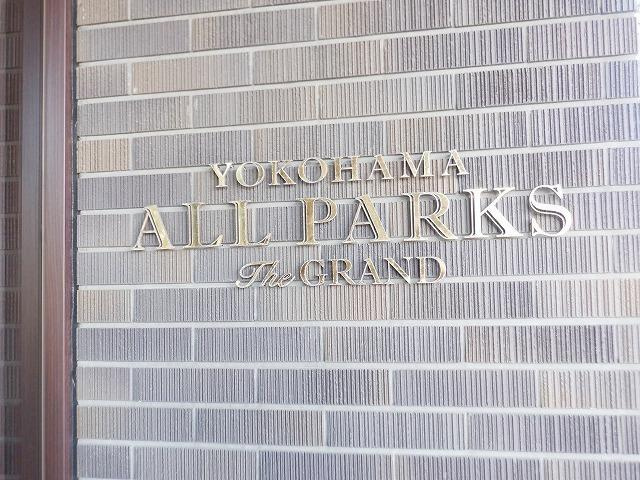 YOKOHAMA
ALL PARKS
The GRAND